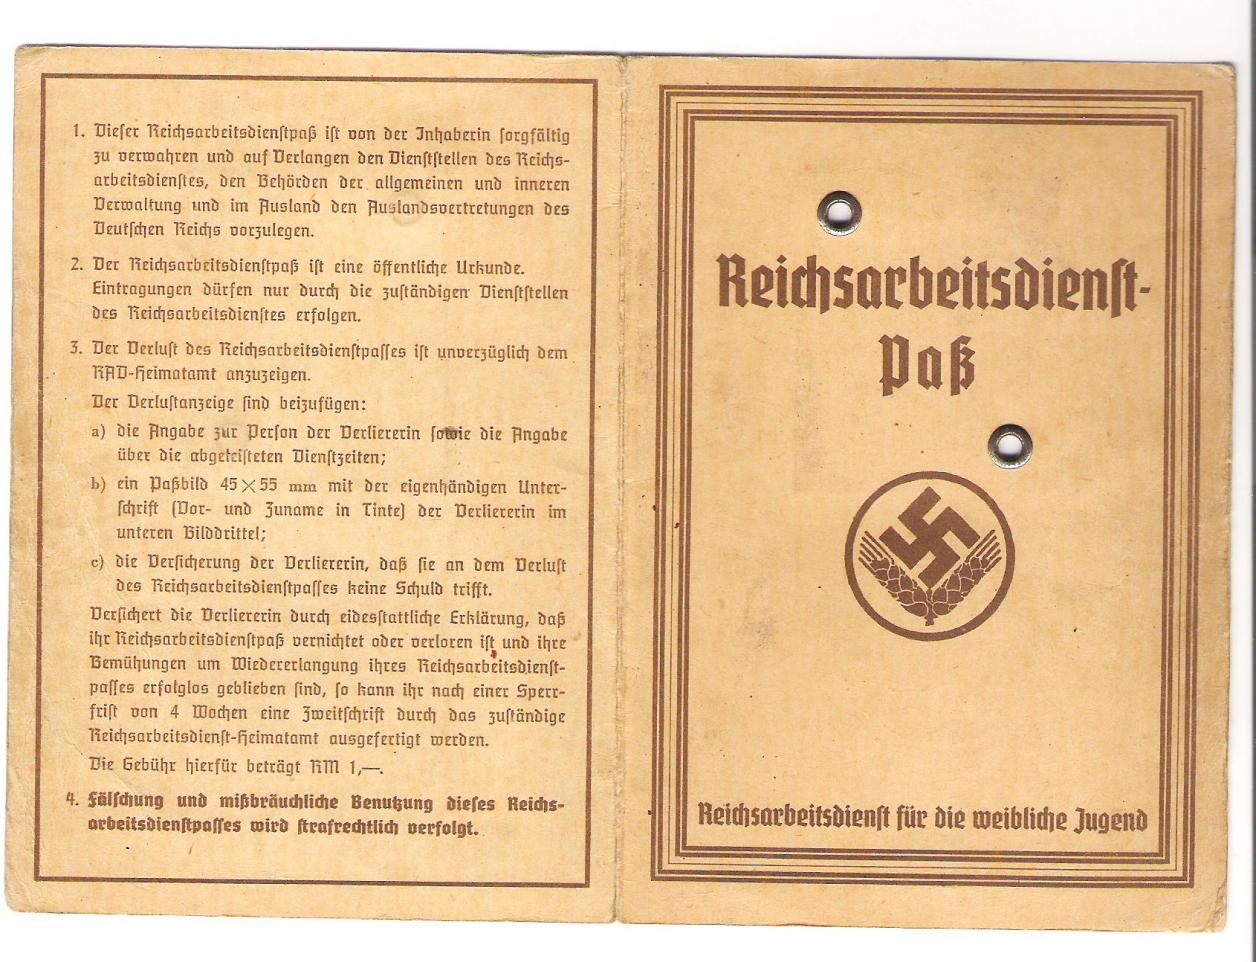 1. Dieser Reichsarbeitsdienstpaß ist von der Inhaberin sorgfältig
zu verwahren und auf Verlangen den Dienststellen des Reichs-
arbeitsdienstes, den Behörden der allgemeinen und inneren
Verwaltung und im Ausland den Auslandsvertretungen des
Deutschen Reichs vorzulegen.
2. Der Reichsarbeitsdienstpaß ist eine öffentliche Urkunde.
Eintragungen dürfen nur durch die zuständigen Dienststellen
des Reichsarbeitsdienstes erfolgen.
3. Der Verlust des Reichsarbeitsdienstpasses ist unverzüglich dem
RAD-Heimatamt anzuzeigen.
Der Verlustanzeige sind beizufügen:
a) die Angabe zur Person der Verliererin sowie die Angabe
über die abgeleisteten Dienstzeiten;
b) ein Paßbild 45×55 mm mit der eigenhändigen Unter-
schrift (Vor- und Zuname in Tinte) der Verliererin im
unteren Bilddrittel;
c) die Versicherung der Verliererin, daß sie an dem Verlust
des Reichsarbeitsdienstpasses keine Schuld trifft.
Versichert die Verliererin durch eidesstattliche Erklärung, daß
ihr Reichsarbeitsdienstpaß vernichtet oder verloren ist und ihre
Bemühungen um Wiedererlangung ihres Reichsarbeitsdienst-
passes erfolglos geblieben sind, so kann ihr nach einer Sperr-
frist von 4 Wochen eine Zweitschrift durch das zuständige
Reichsarbeitsdienst-Heimatamt ausgefertigt werden.
Die Gebühr hierfür beträgt RM 1,—.
4. Fälschung und mißbräuchliche Benutzung dieses Reichs-
arbeitsdienstpasses wird strafrechtlich verfolgt.
Reichsarbeitsdienst-
Paß
Reichsarbeitsdienst für die weibliche Jugend